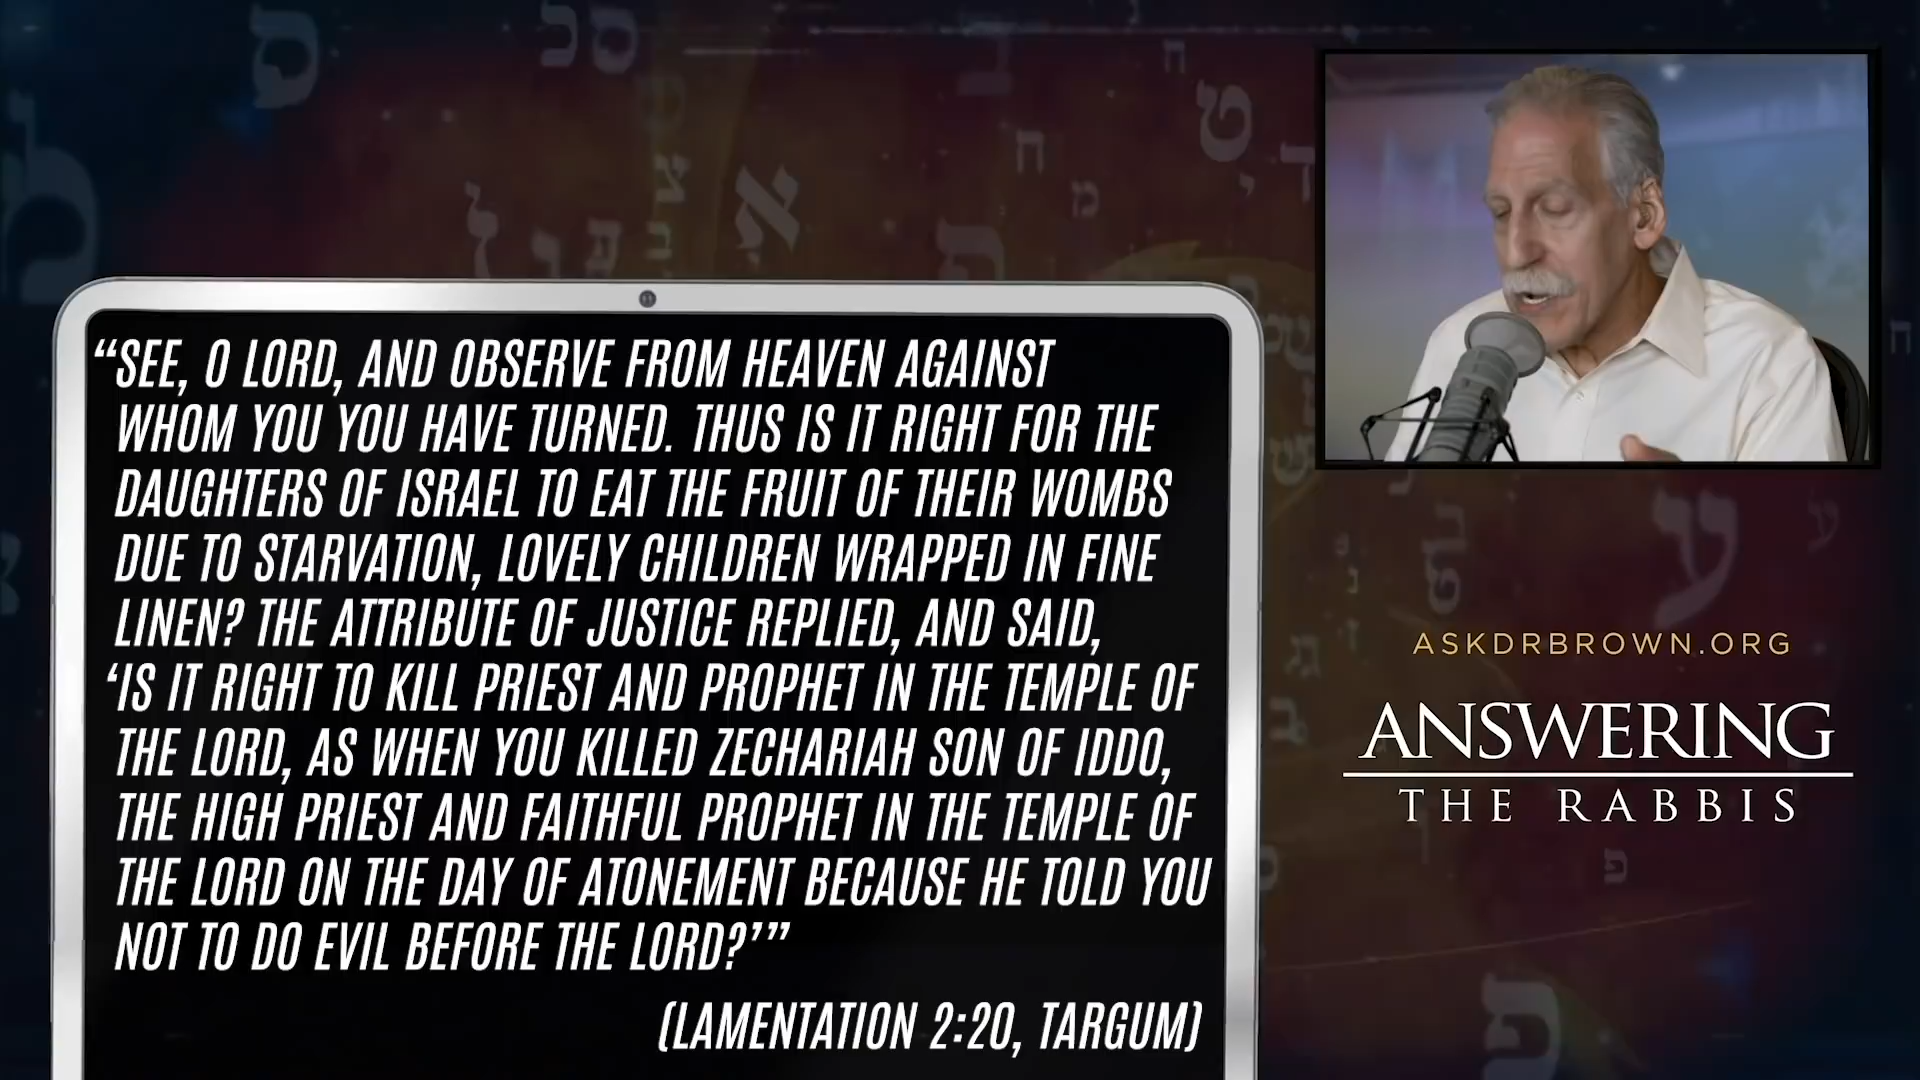 “SEE, O LORD, AND OBSERVE FROM HEAVEN AGAINST
WHOM YOU YOU HAVE TURNED. THUS IS IT RIGHT FOR THE
DAUGHTERS OF ISRAEL TO EAT THE FRUIT OF THEIR WOMBS
DUE TO STARVATION, LOVELY CHILDREN WRAPPED IN FINE
LINEN? THE ATTRIBUTE OF JUSTICE REPLIED, AND SAID,
‘IS IT RIGHT TO KILL PRIEST AND PROPHET IN THE TEMPLE OF
THE LORD, AS WHEN YOU KILLED ZECHARIAH SON OF IDDO,
THE HIGH PRIEST AND FAITHFUL PROPHET IN THE TEMPLE OF
THE LORD ON THE DAY OF ATONEMENT BECAUSE HE TOLD YOU
NOT TO DO EVIL BEFORE THE LORD?’”
(LAMENTATION 2:20, TARGUM)
ASKDRBROWN.ORG
ANSWERING
THE RABBIS